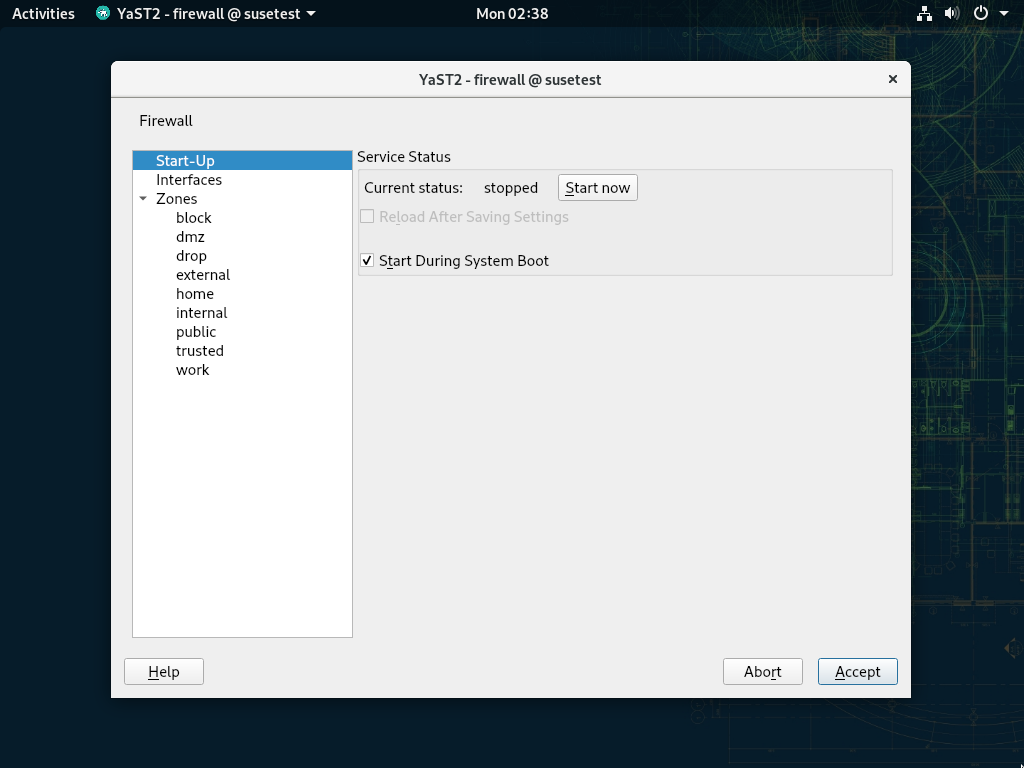 Activities YaST2 - firewall @ susetest Mon 02:38
YaST2 - firewall @ susetest
Firewall
Start-Up
Interfaces
Zones
block
dmz
drop
external
home
internal
public
trusted
work
Service Status
Current status: stopped Start now
Reload After Saving Settings
Start During System Boot
Help Abort Accept